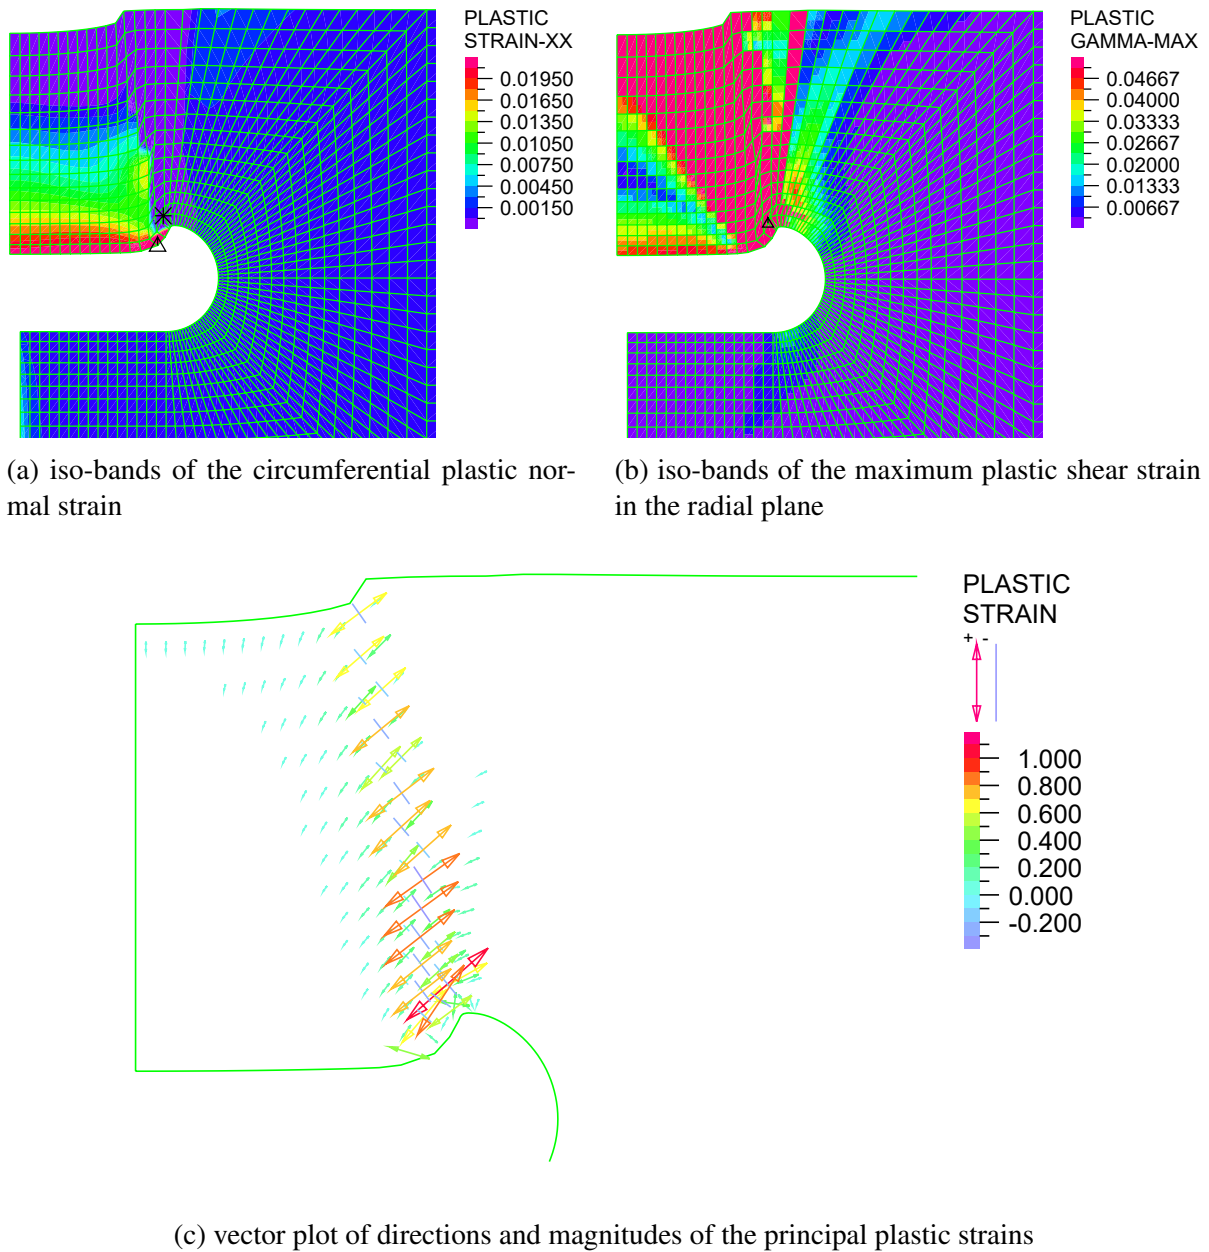 PLASTIC
STRAIN-XX
0.01950
0.01650
0.01350
0.01050
0.00750
0.00450
0.00150
PLASTIC
GAMMA-MAX
0.04667
0.04000
0.03333
0.02667
0.02000
0.01333
0.00667
(a) iso-bands of the circumferential plastic nor-
mal strain
(b) iso-bands of the maximum plastic shear strain
in the radial plane
PLASTIC
STRAIN
+ -
1.000
0.800
0.600
0.400
0.200
0.000
-0.200
(c) vector plot of directions and magnitudes of the principal plastic strains